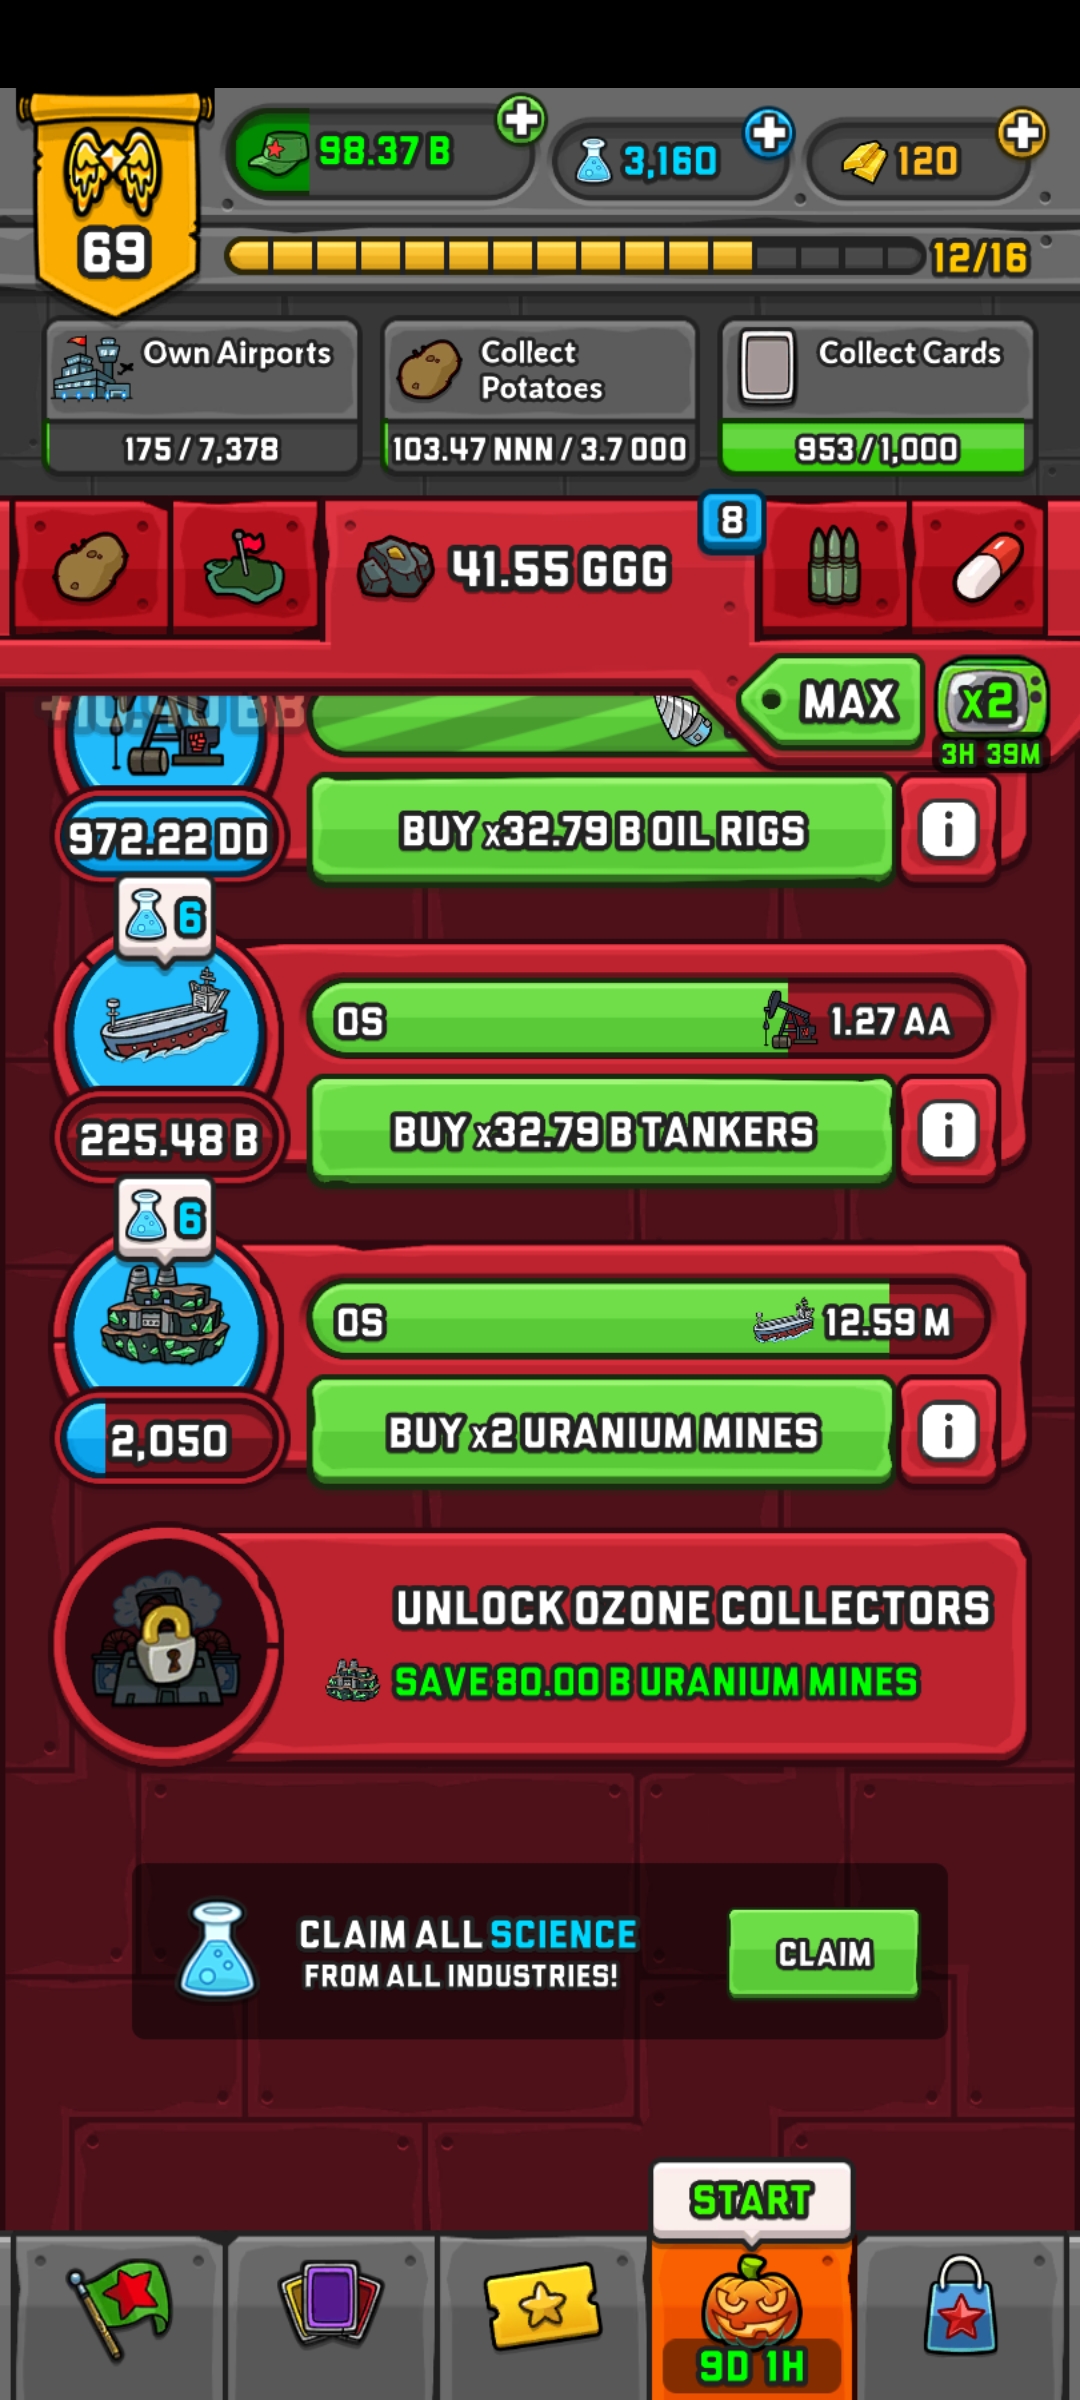 98.37 B
3,160
120
69
12/16
Own Airports
175 / 7,378
Collect
Potatoes
103.47 NNN / 3.7 OOO
Collect Cards
953 / 1,000
41.55 GGG
8
MAX
x2
3H 39M
972.22 DD
BUY x32.79 B OIL RIGS
i
6
0S
1.27 AA
225.48 B
BUY x32.79 B TANKERS
i
6
0S
12.59 M
2,050
BUY x2 URANIUM MINES
i
UNLOCK OZONE COLLECTORS
SAVE 80.00 B URANIUM MINES
CLAIM ALL SCIENCE
FROM ALL INDUSTRIES!
CLAIM
START
9D 1H